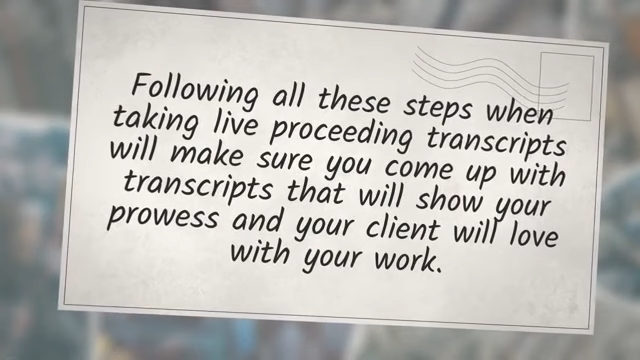 Following all these steps when
taking live proceeding transcripts
will make sure you come up with
transcripts that will show your
prowess and your client will love
with your work.